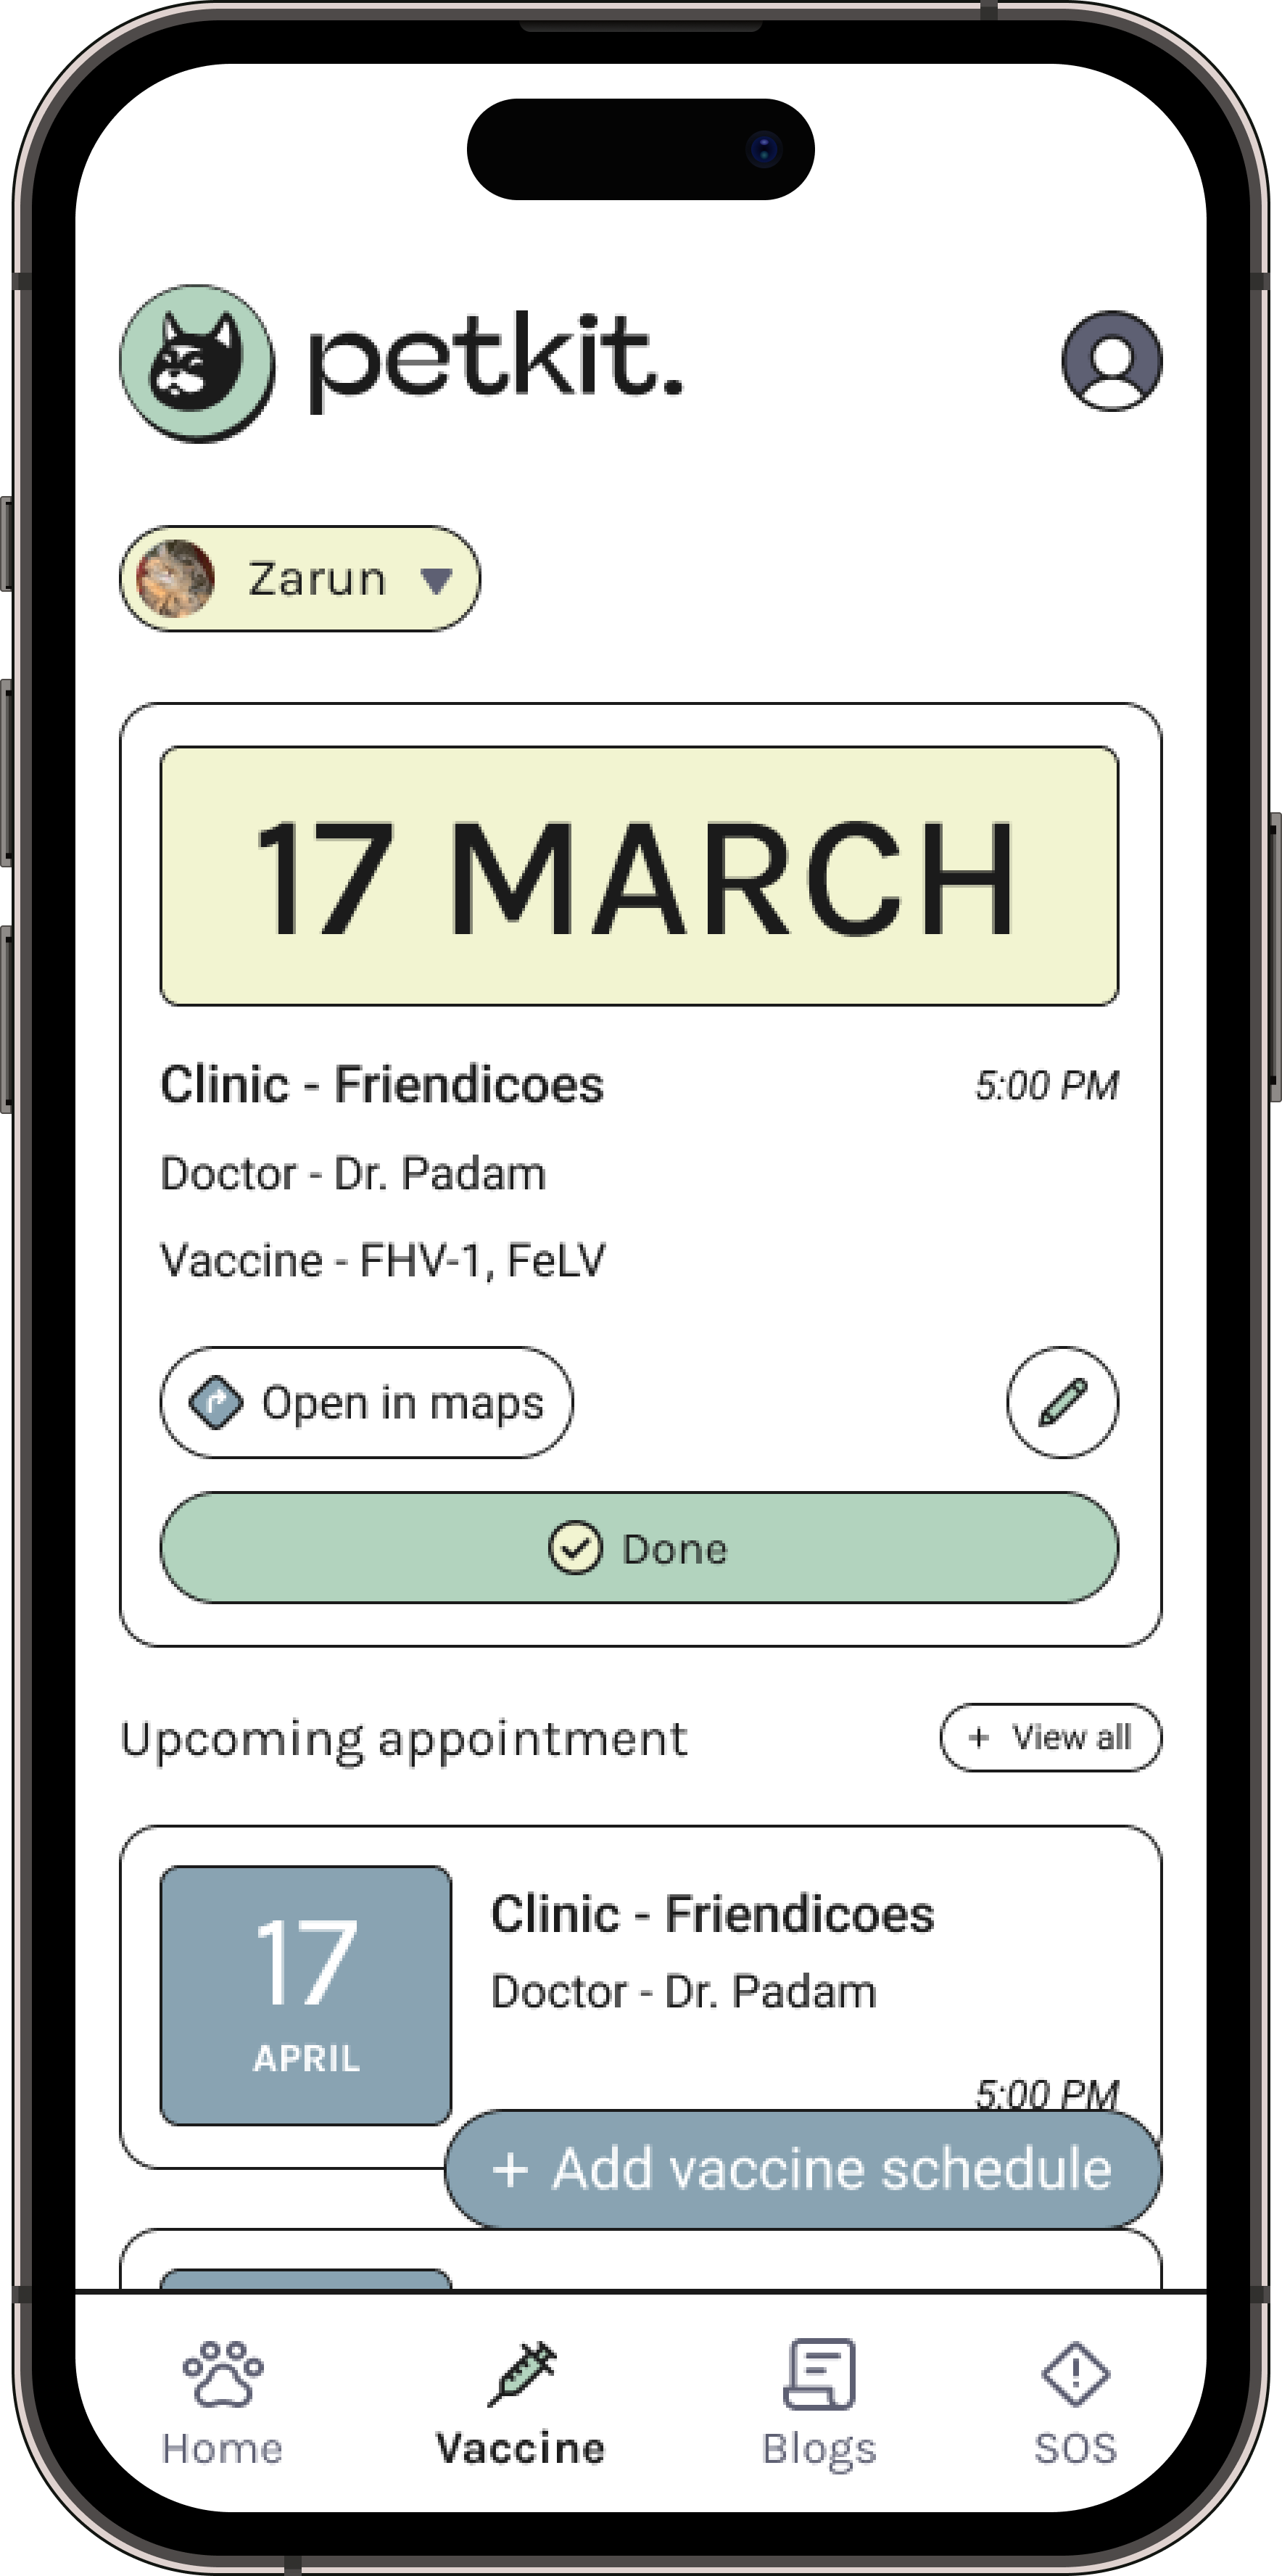 petkit.
Zarun
17 MARCH
Clinic - Friendicoes 5:00 PM
Doctor - Dr. Padam
Vaccine - FHV-1, FeLV
Open in maps
Done
Upcoming appointment + View all
17
APRIL
Clinic - Friendicoes
Doctor - Dr. Padam
5:00 PM
+ Add vaccine schedule
Home Vaccine Blogs SOS